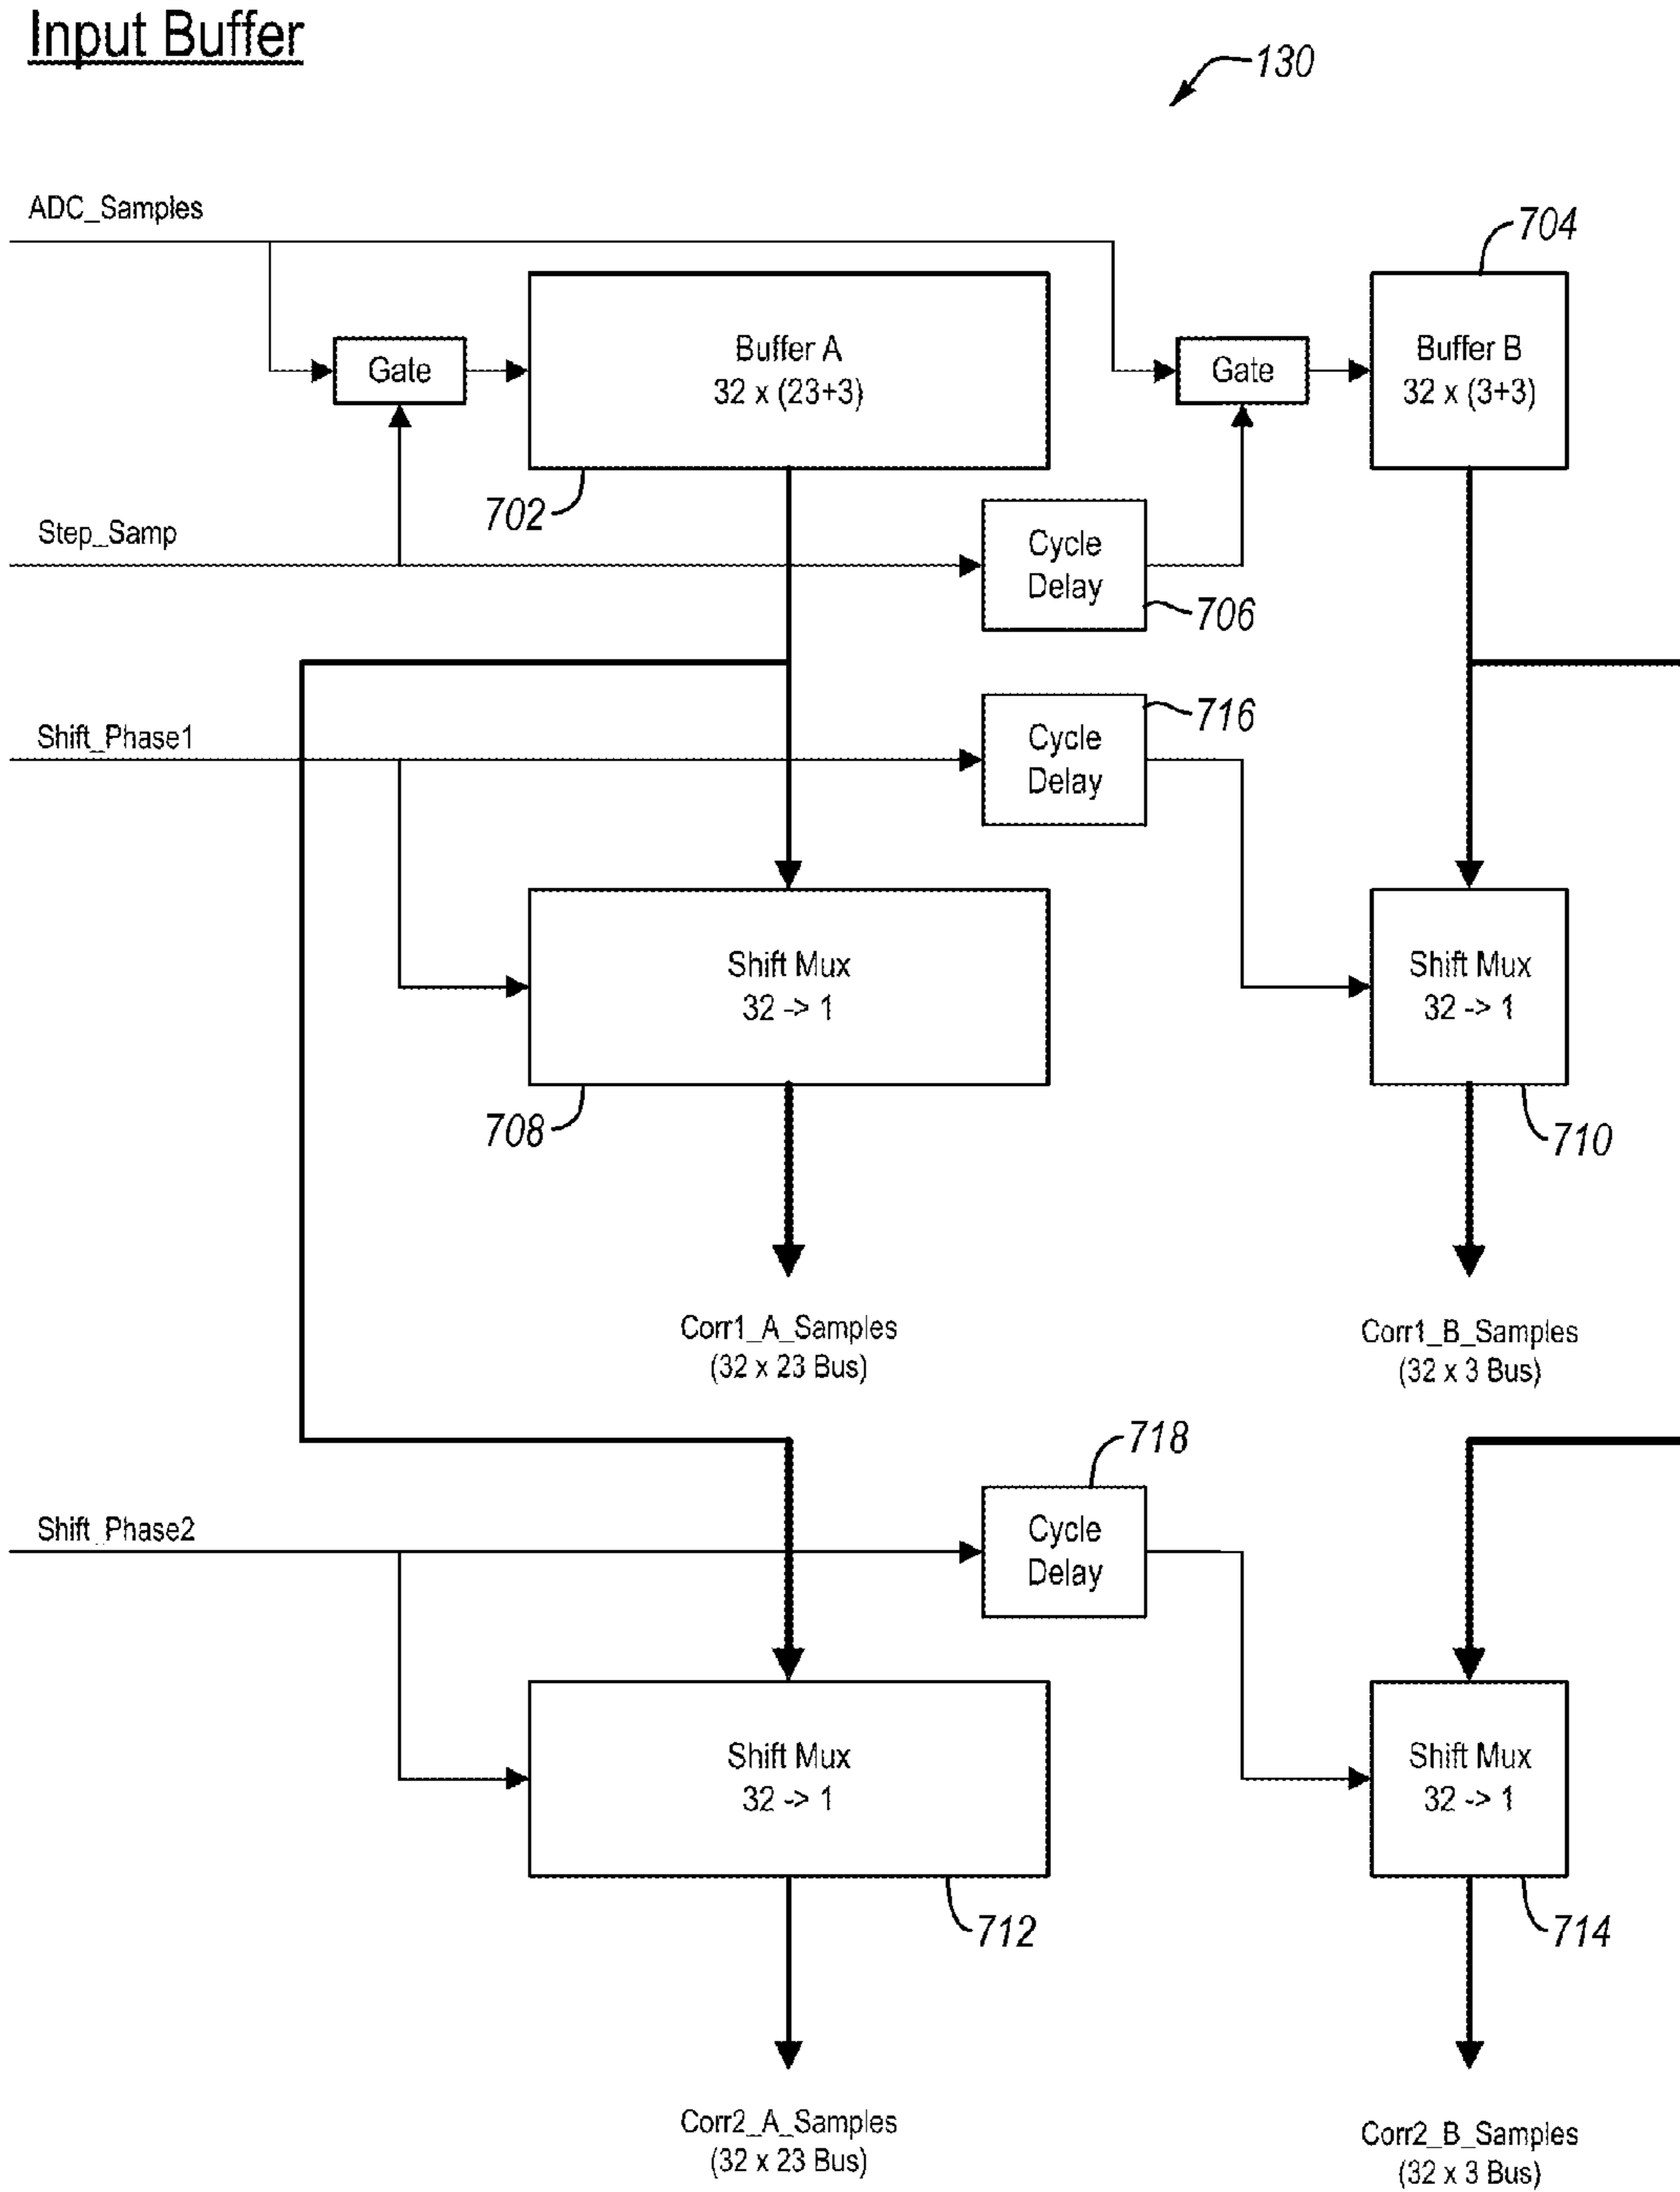 Input Buffer
130
ADC_Samples
704
Gate
Buffer A
32 x (23+3)
Gate
Buffer B
32 x (3+3)
702
Step_Samp
Cycle
Delay
706
Shift_Phase1
716
Cycle
Delay
Shift Mux
32 -> 1
Shift Mux
32 -> 1
708
710
Corr1_A_Samples
(32 x 23 Bus)
Corr1_B_Samples
(32 x 3 Bus)
718
Shift_Phase2
Cycle
Delay
Shift Mux
32 -> 1
Shift Mux
32 -> 1
712
714
Corr2_A_Samples
(32 x 23 Bus)
Corr2_B_Samples
(32 x 3 Bus)